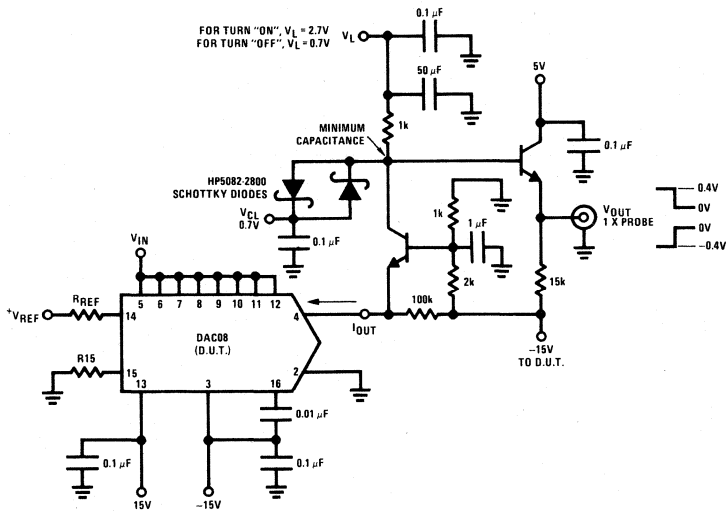 FOR TURN "ON", VL = 2.7V
FOR TURN "OFF", VL = 0.7V
VL
0.1 µF
50 µF
5V
1k
MINIMUM
CAPACITANCE
0.1 µF
HP5082-2800
SCHOTTKY DIODES
VCL
0.7V
0.1 µF
1k
1 µF
2k
VOUT
1 X PROBE
0.4V
0V
0V
−0.4V
15k
VIN
5 6 7 8 9 10 11 12
+VREF
RREF
14
DAC08
(D.U.T.)
4
IOUT
100k
−15V
TO D.U.T.
R15
15
13
3
16
2
0.01 µF
0.1 µF
0.1 µF
15V
−15V